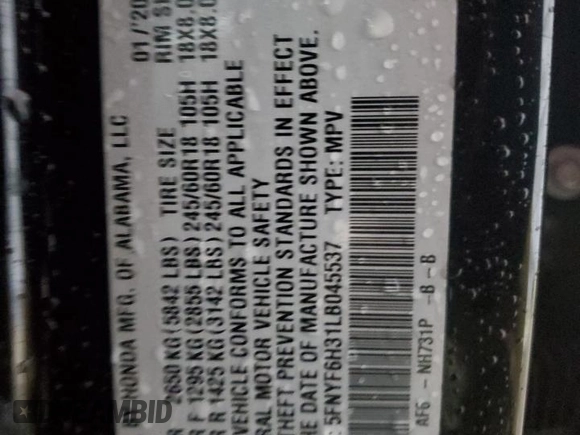 HONDA MFG. OF ALABAMA, LLC 01/20
TIRE SIZE RIM SI
2650 KG (5842 LBS)
F 1295 KG (2855 LBS) 245/60R18 105H 18X8.0
R 1425 KG (3142 LBS) 245/60R18 105H 18X8.0
VEHICLE CONFORMS TO ALL APPLICABLE
RAL MOTOR VEHICLE SAFETY
THEFT PREVENTION STANDARDS IN EFFECT
HE DATE OF MANUFACTURE SHOWN ABOVE.
5FNYF6H31LB045537 TYPE: MPV
AF6 - NH731P -B -B